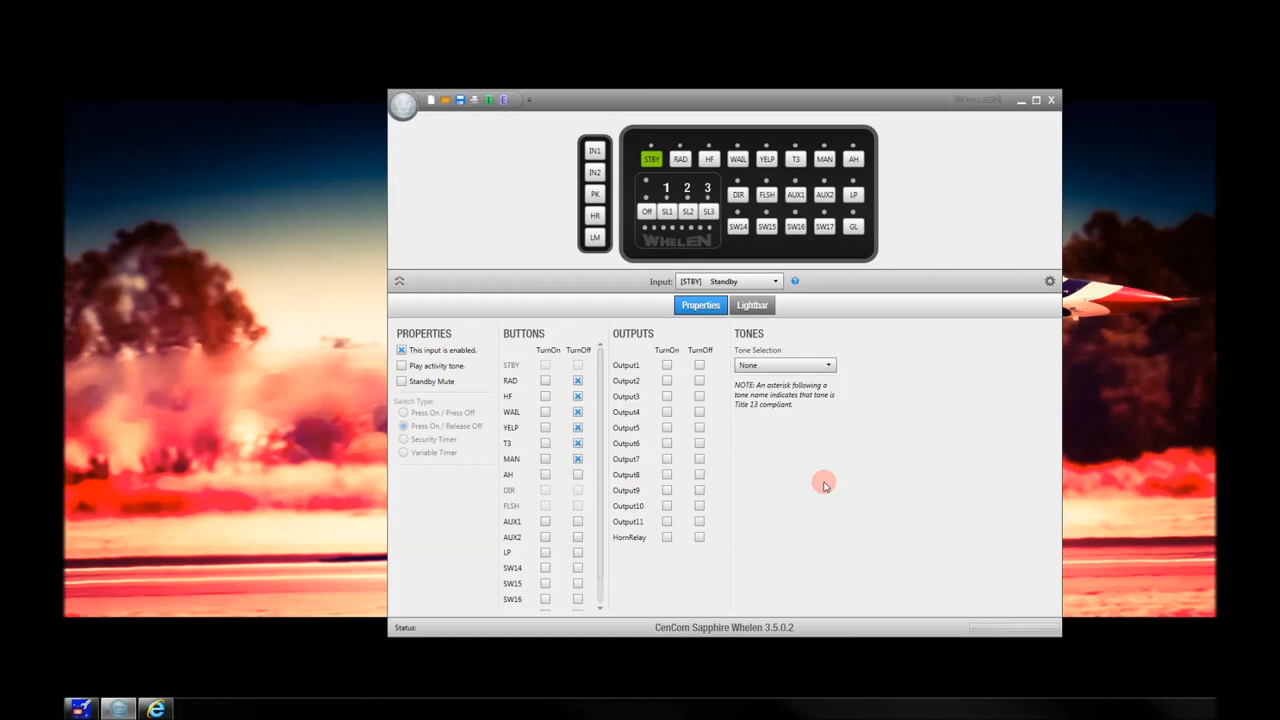 WHELEN
IN1
IN2
PK
HR
LM
STBY RAD HF WAIL YELP T3 MAN AH
1 2 3
DIR FLSH AUX1 AUX2 LP
Off SL1 SL2 SL3
SW14 SW15 SW16 SW17 GL
WHELEN
Input: [STBY] Standby
Properties Lightbar
PROPERTIES
This input is enabled.
Play activity tone.
Standby Mute
Switch Type:
Press On / Press Off
Press On / Release Off
Security Timer
Variable Timer
BUTTONS
TurnOn TurnOff
STBY
RAD
HF
WAIL
YELP
T3
MAN
AH
DIR
FLSH
AUX1
AUX2
LP
SW14
SW15
SW16
OUTPUTS
TurnOn TurnOff
Output1
Output2
Output3
Output4
Output5
Output6
Output7
Output8
Output9
Output10
Output11
HornRelay
TONES
Tone Selection
None
NOTE: An asterisk following a
tone name indicates that tone is
Title 13 compliant.
Status:
CenCom Sapphire Whelen 3.5.0.2